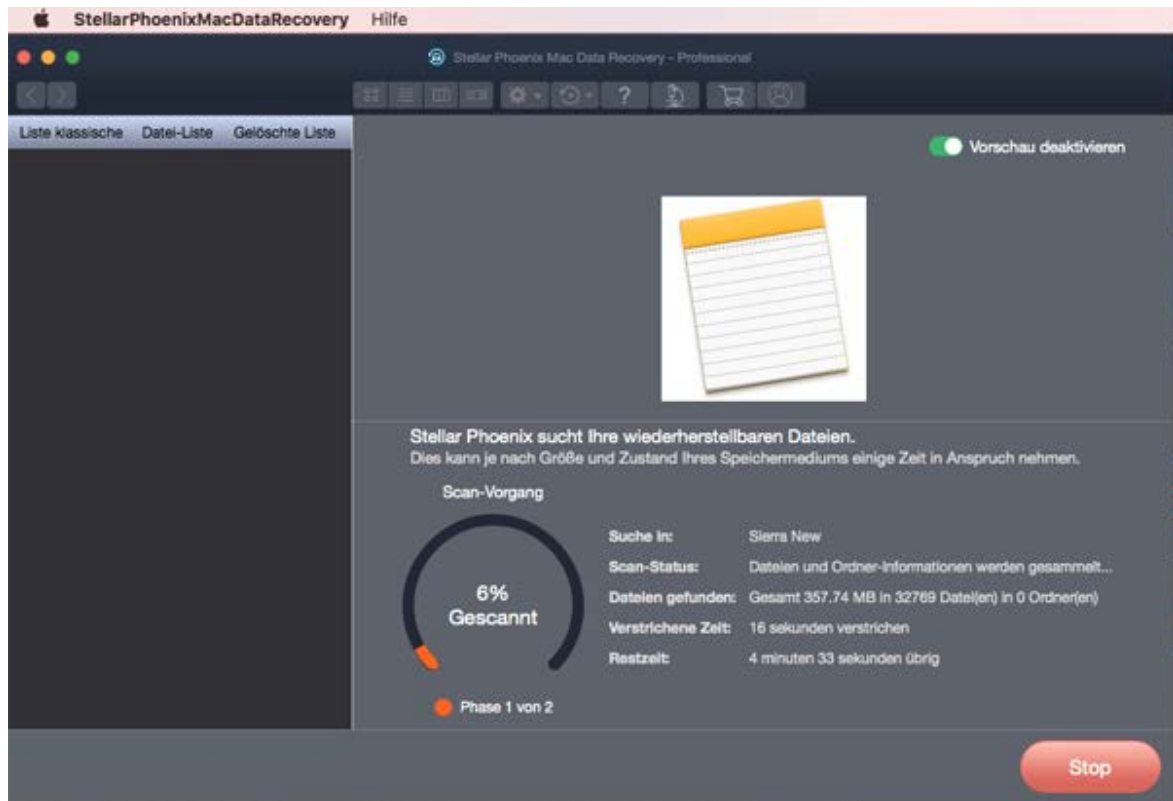 StellarPhoenixMacDataRecovery Hilfe
Stellar Phoenix Mac Data Recovery - Professional
?
Liste klassische Datei-Liste Gelöschte Liste
Vorschau deaktivieren
Stellar Phoenix sucht Ihre wiederherstellbaren Dateien.
Dies kann je nach Größe und Zustand Ihres Speichermediums einige Zeit in Anspruch nehmen.
Scan-Vorgang
6%
Gescannt
Phase 1 von 2
Suche in: Sierra New
Scan-Status: Dateien und Ordner-Informationen werden gesammelt...
Dateien gefunden: Gesamt 357.74 MB in 32769 Datei(en) in 0 Ordner(en)
Verstrichene Zeit: 16 sekunden verstrichen
Restzeit: 4 minuten 33 sekunden übrig
Stop